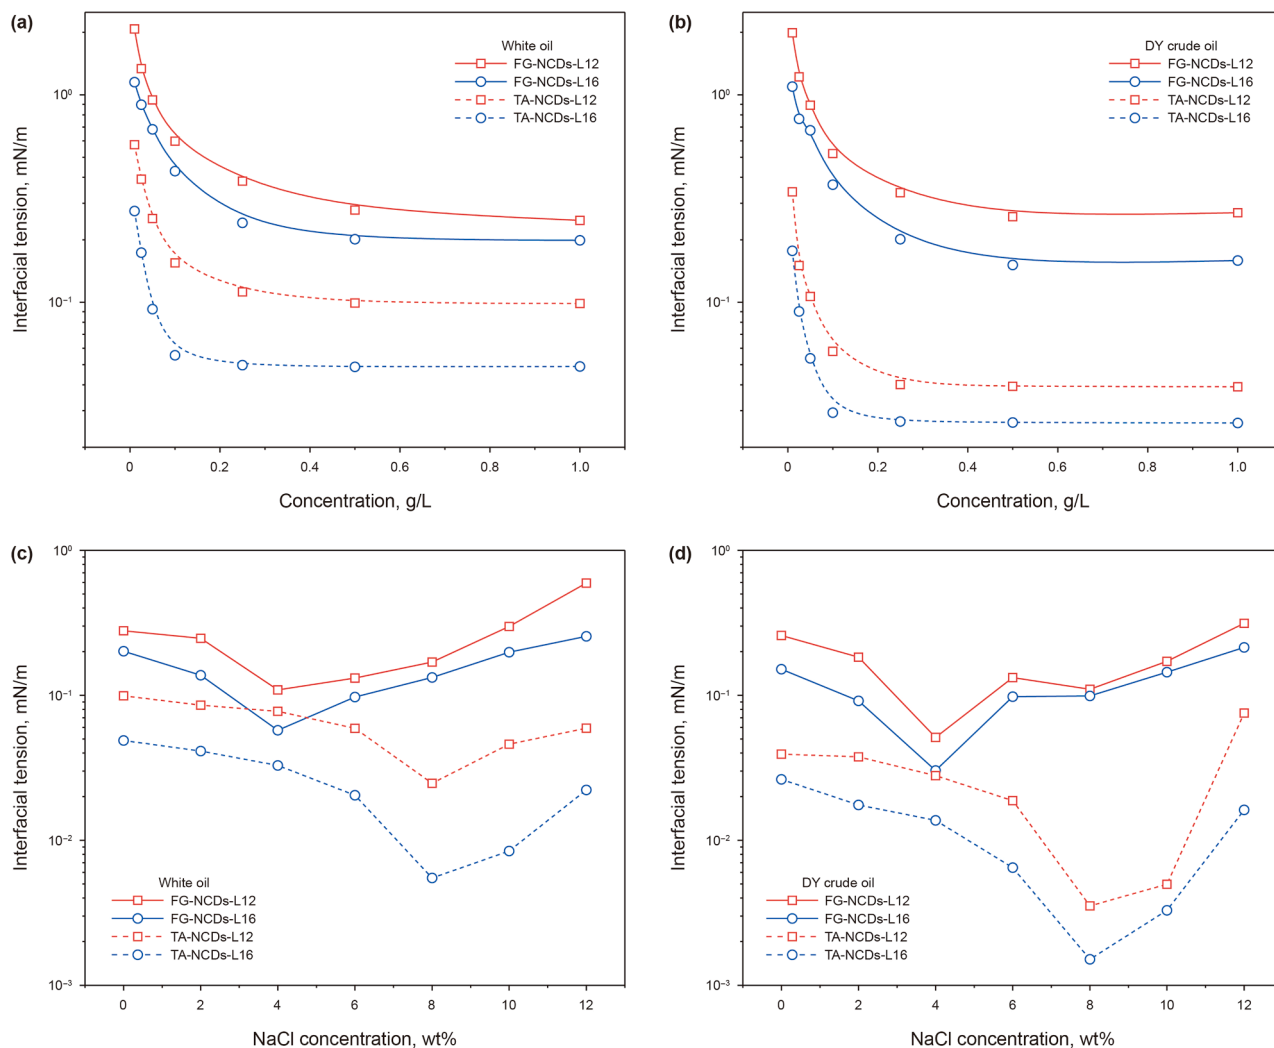 (a)
White oil
FG-NCDs-L12
FG-NCDs-L16
TA-NCDs-L12
TA-NCDs-L16
10⁰
10⁻¹
Interfacial tension, mN/m
0 0.2 0.4 0.6 0.8 1.0
Concentration, g/L
(b)
DY crude oil
FG-NCDs-L12
FG-NCDs-L16
TA-NCDs-L12
TA-NCDs-L16
10⁰
10⁻¹
Interfacial tension, mN/m
0 0.2 0.4 0.6 0.8 1.0
Concentration, g/L
(c)
10⁰
10⁻¹
10⁻²
10⁻³
Interfacial tension, mN/m
White oil
FG-NCDs-L12
FG-NCDs-L16
TA-NCDs-L12
TA-NCDs-L16
0 2 4 6 8 10 12
NaCl concentration, wt%
(d)
10⁰
10⁻¹
10⁻²
10⁻³
Interfacial tension, mN/m
DY crude oil
FG-NCDs-L12
FG-NCDs-L16
TA-NCDs-L12
TA-NCDs-L16
0 2 4 6 8 10 12
NaCl concentration, wt%